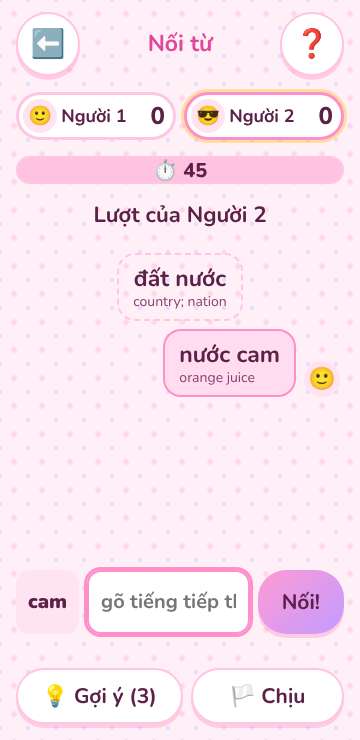 Nối từ
Người 1 0
Người 2 0
45
Lượt của Người 2
đất nước
country; nation
nước cam
orange juice
cam
gõ tiếng tiếp
Nối!
Gợi ý (3)
Chịu